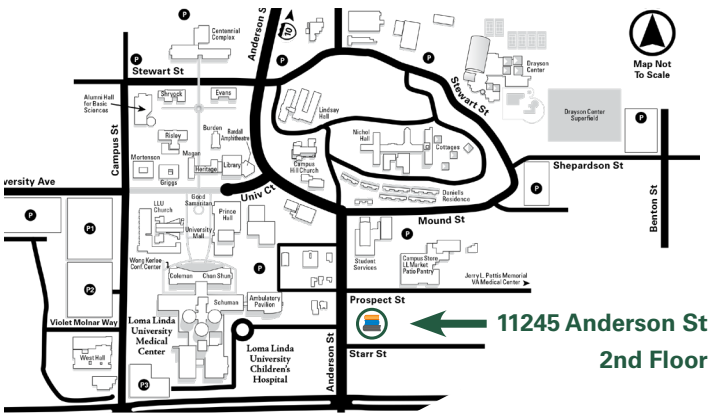 P
Centennial
Complex
Anderson S
10
P
P
P
Map Not
To Scale
Stewart St
Stewart St
Drayson
Center
Drayson Center
Superfield
P
Alumni Hall
for Basic
Sciences
Shryock
Evans
Lindsay
Hall
Campus St
Risley
Burden
Randall
Amphitheatre
Nichol
Hall
Cottages
Mortenson
Magan
Griggs
Heritage
Library
Campus
Hill Church
Shepardson St
Benton St
versity Ave
Univ Ct
Daniells
Residence
P
Mound St
P
P1
LLU
Church
Good
Samaritan
Prince
Hall
University
Mall
P
Student
Services
Campus Store
LL Market
Patio Pantry
Wong Kerlee
Conf. Center
Coleman
Chan Shun
P
Jerry L. Pettis Memorial
VA Medical Center
P2
Schuman
Ambulatory
Pavilion
Prospect St
11245 Anderson St
2nd Floor
Violet Molnar Way
Loma Linda
University
Medical
Center
Loma Linda
University
Children's
Hospital
Anderson St
Starr St
West Hall
P3